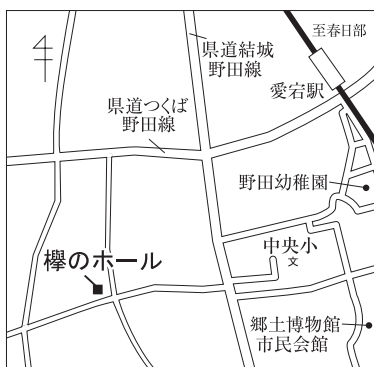 至春日部
県道結城
野田線
愛宕駅
県道つくば
野田線
野田幼稚園
中央小
文
欅のホール
郷土博物館
市民会館